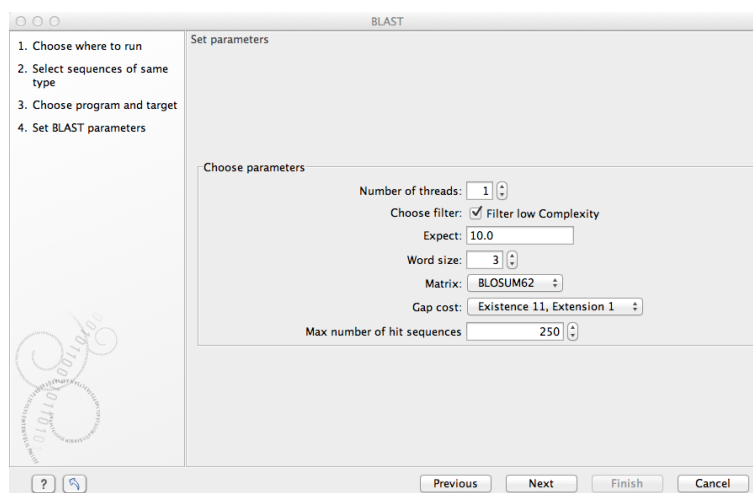 BLAST
1. Choose where to run
2. Select sequences of same
type
3. Choose program and target
4. Set BLAST parameters
Set parameters
Choose parameters
Number of threads: 1
Choose filter: Filter low Complexity
Expect: 10.0
Word size: 3
Matrix: BLOSUM62
Gap cost: Existence 11, Extension 1
Max number of hit sequences 250
? Previous Next Finish Cancel